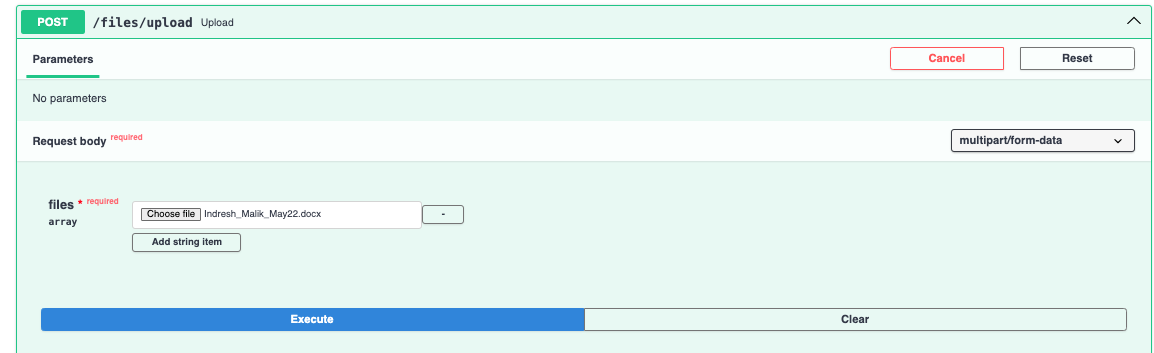 POST /files/upload Upload
Parameters Cancel Reset
No parameters
Request body required multipart/form-data
files * required
array
Choose file Indresh_Malik_May22.docx -
Add string item
Execute Clear